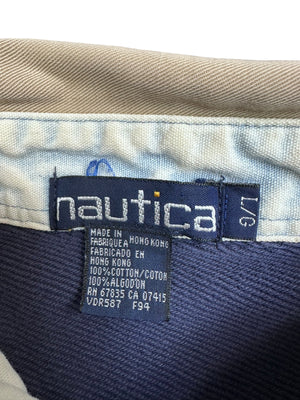 nautica
L/G
MADE IN
FABRIQUEA HONG KONG
FABRICADO EN
HONG KONG
100% COTTON/COTON
100% ALGODON
RN 67835 CA 07415
VDR587 F94